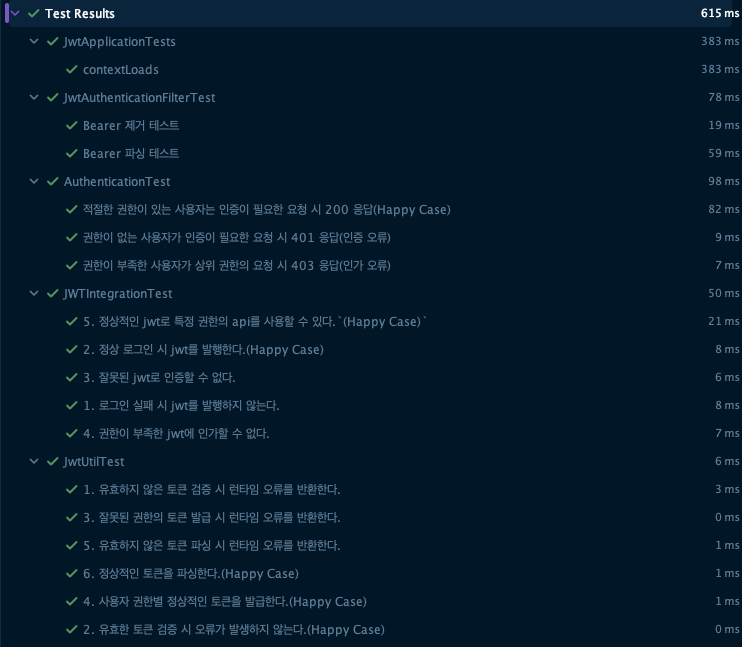 Test Results 615 ms
JwtApplicationTests 383 ms
contextLoads 383 ms
JwtAuthenticationFilterTest 78 ms
Bearer 제거 테스트 19 ms
Bearer 파싱 테스트 59 ms
AuthenticationTest 98 ms
적절한 권한이 있는 사용자는 인증이 필요한 요청 시 200 응답(Happy Case) 82 ms
권한이 없는 사용자가 인증이 필요한 요청 시 401 응답(인증 오류) 9 ms
권한이 부족한 사용자가 상위 권한의 요청 시 403 응답(인가 오류) 7 ms
JWTIntegrationTest 50 ms
5. 정상적인 jwt로 특정 권한의 api를 사용할 수 있다.`(Happy Case)` 21 ms
2. 정상 로그인 시 jwt를 발행한다.(Happy Case) 8 ms
3. 잘못된 jwt로 인증할 수 없다. 6 ms
1. 로그인 실패 시 jwt를 발행하지 않는다. 8 ms
4. 권한이 부족한 jwt에 인가할 수 없다. 7 ms
JwtUtilTest 6 ms
1. 유효하지 않은 토큰 검증 시 런타임 오류를 반환한다. 3 ms
3. 잘못된 권한의 토큰 발급 시 런타임 오류를 반환한다. 0 ms
5. 유효하지 않은 토큰 파싱 시 런타임 오류를 반환한다. 1 ms
6. 정상적인 토큰을 파싱한다.(Happy Case) 1 ms
4. 사용자 권한별 정상적인 토큰을 발급한다.(Happy Case) 1 ms
2. 유효한 토큰 검증 시 오류가 발생하지 않는다.(Happy Case) 0 ms